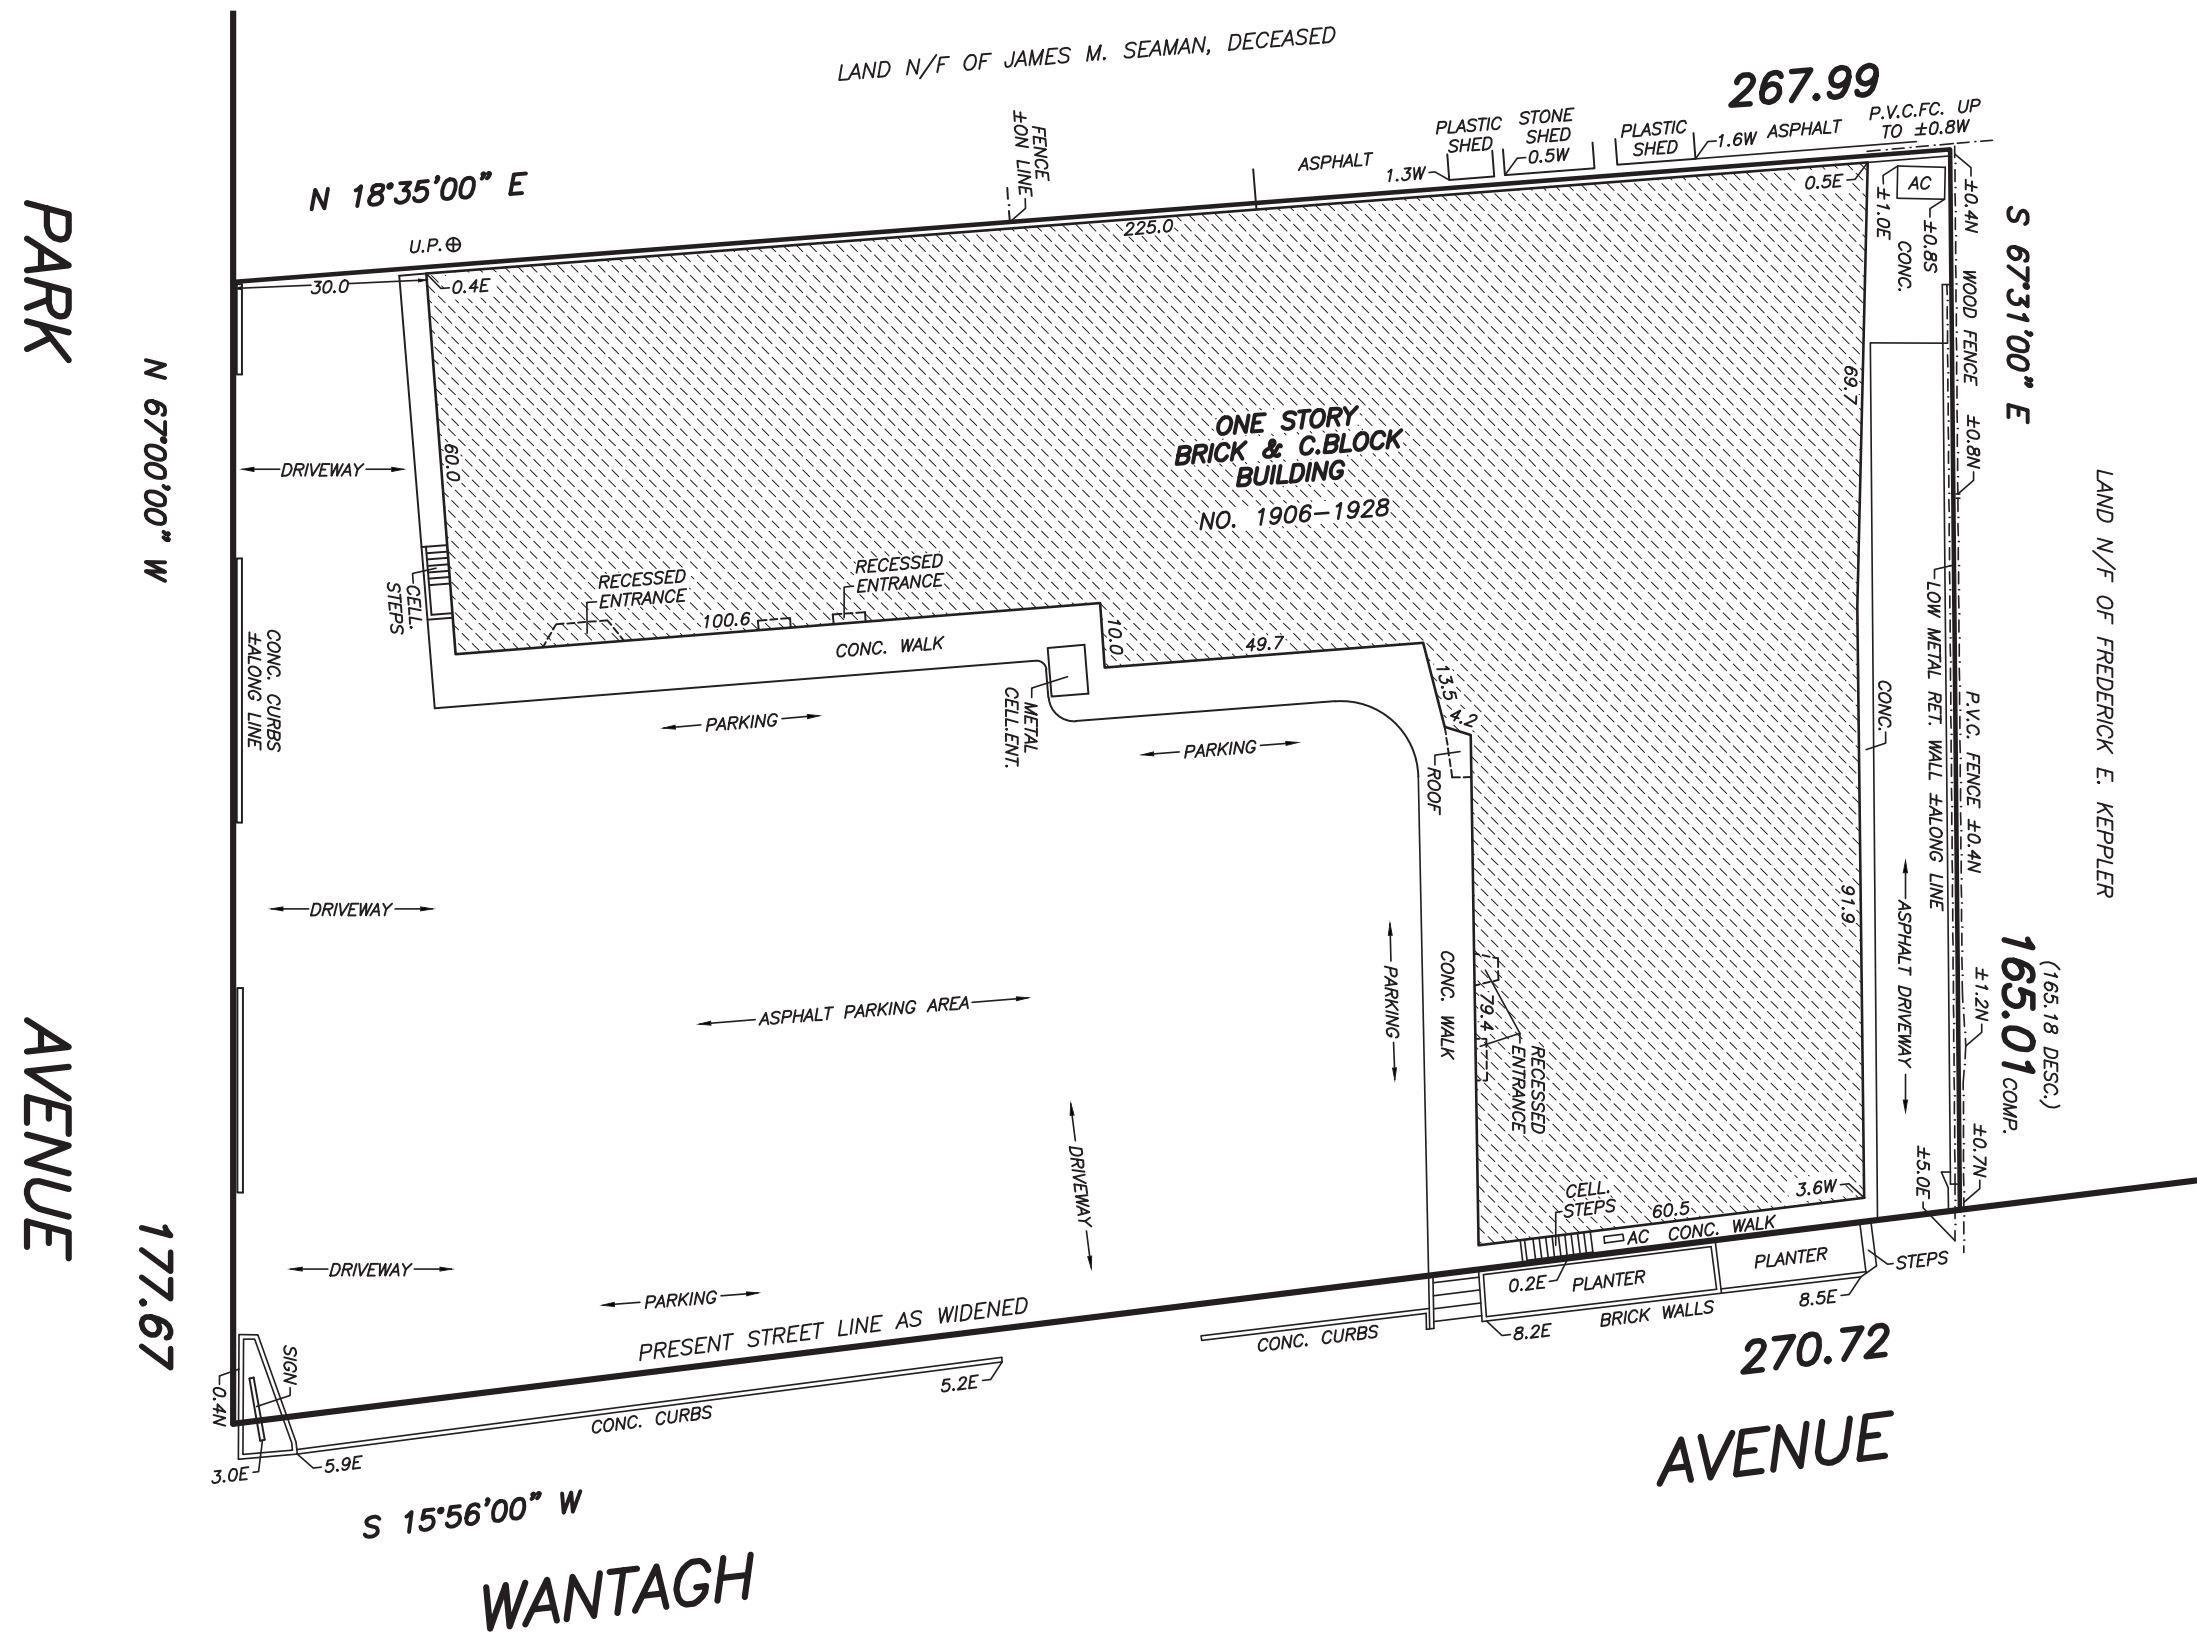 LAND N/F OF JAMES M. SEAMAN, DECEASED
267.99
N 18°35'00" E
U.P.
FENCE
±ON LINE
ASPHALT
1.3W
PLASTIC
SHED
STONE
SHED
0.5W
PLASTIC
SHED
1.6W
ASPHALT
P.V.C.FC. UP
TO ±0.8W
30.0
0.4E
225.0
0.5E
±1.0E
AC
±0.8S
CONC.
±0.4N
WOOD FENCE
±0.8N
S 67°31'00" E
PARK
AVENUE
N 67°00'00" W
177.67
DRIVEWAY
60.0
ONE STORY
BRICK & C.BLOCK
BUILDING
NO. 1906-1928
69.7
LAND N/F OF FREDERICK E. KEPPLER
CELL.
STEPS
RECESSED
ENTRANCE
100.6
RECESSED
ENTRANCE
CONC. WALK
10.0
49.7
13.5
4.2
ROOF
METAL
CELL.ENT.
PARKING
PARKING
CONC. CURBS
±ALONG LINE
CONC.
LOW METAL RET. WALL ±ALONG LINE
P.V.C. FENCE ±0.4N
DRIVEWAY
ASPHALT PARKING AREA
PARKING
CONC. WALK
79.4
RECESSED
ENTRANCE
91.9
ASPHALT DRIVEWAY
±1.2N
(165.18 DESC.)
165.01 COMP.
±0.7N
±5.0E
DRIVEWAY
DRIVEWAY
PARKING
PRESENT STREET LINE AS WIDENED
CELL.
STEPS
60.5
3.6W
AC
CONC. WALK
0.2E
PLANTER
PLANTER
STEPS
BRICK WALLS
8.5E
8.2E
CONC. CURBS
SIGN
0.4N
3.0E
5.9E
CONC. CURBS
5.2E
270.72
S 15°56'00" W
WANTAGH
AVENUE